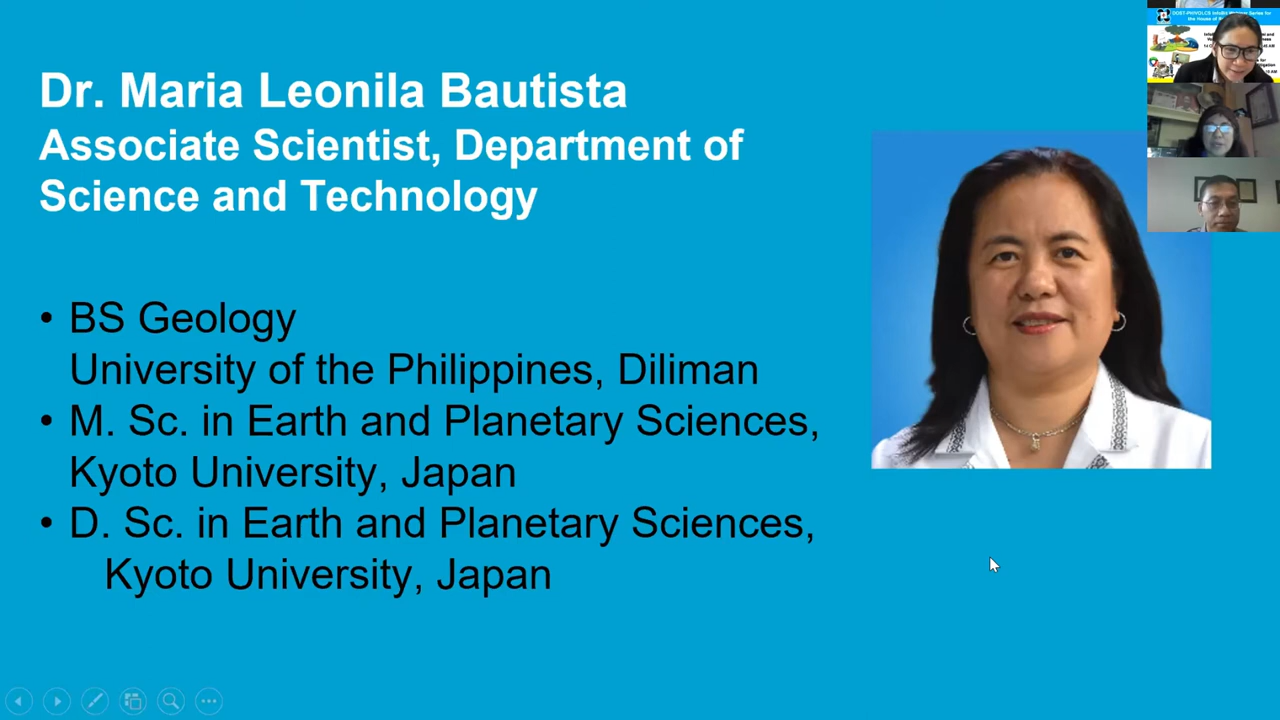 Dr. Maria Leonila Bautista
Associate Scientist, Department of
Science and Technology
• BS Geology
University of the Philippines, Diliman
• M. Sc. in Earth and Planetary Sciences,
Kyoto University, Japan
• D. Sc. in Earth and Planetary Sciences,
Kyoto University, Japan